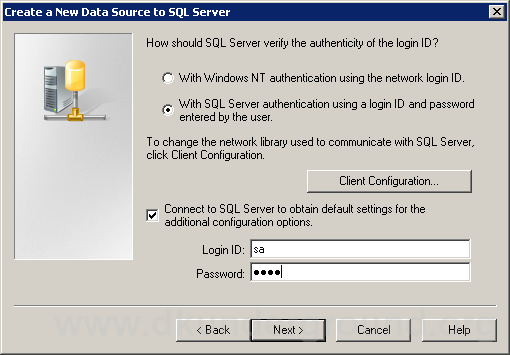 Create a New Data Source to SQL Server
How should SQL Server verify the authenticity of the login ID?
With Windows NT authentication using the network login ID.
With SQL Server authentication using a login ID and password
entered by the user.
To change the network library used to communicate with SQL Server,
click Client Configuration.
Client Configuration...
Connect to SQL Server to obtain default settings for the
additional configuration options.
Login ID: sa
Password: ●●●●
< Back Next > Cancel Help